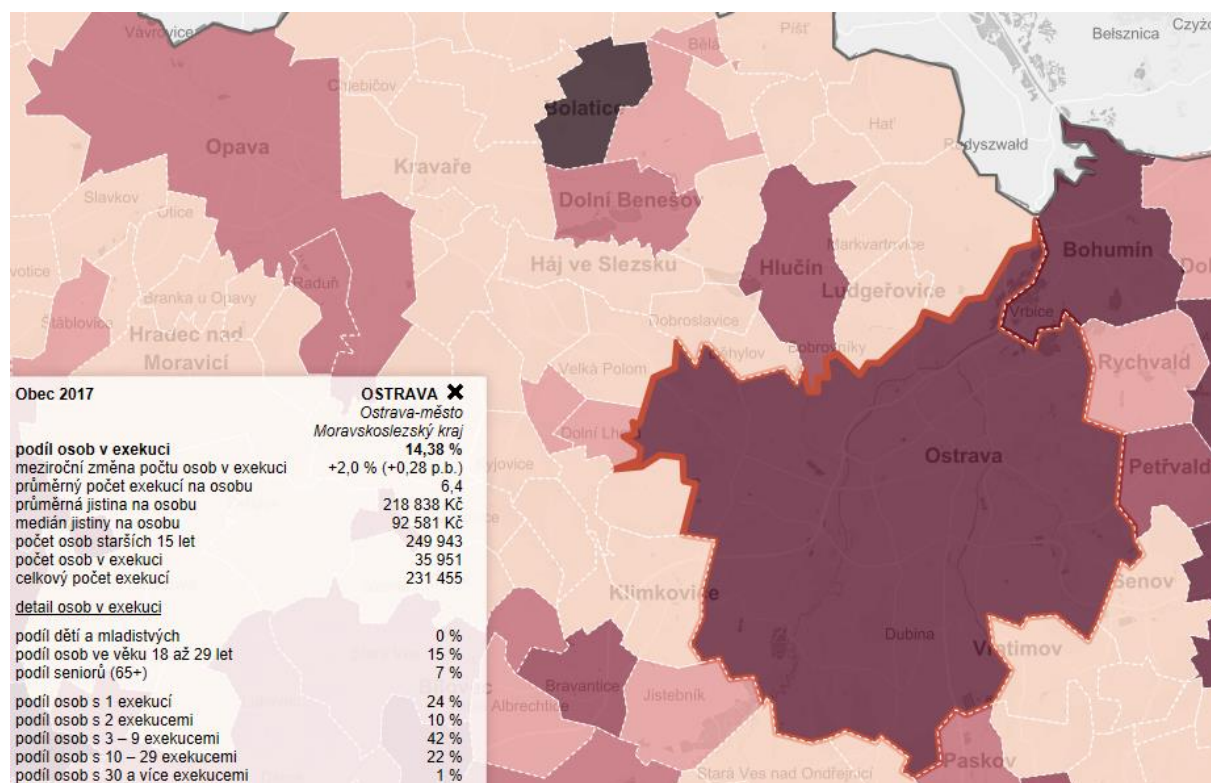 Vávrovice
Bělá
Píšť
Bełsznica
Czyżo
Chlebičov
Bolatice
Hať
Rudyszwald
Opava
Kravaře
Slavkov
Otice
Dolní Benešov
Markvartovice
Bohumín
Háj ve Slezsku
Hlučín
Ludgeřovice
Dol
votice
Raduň
Branka u Opavy
Štáblovice
Hradec nad
Moravicí
Dobroslavice
Vrbice
Děhylov
Bobrovníky
Velká Polom
Rychvald
Dolní Lhota
Ostrava
Petřvald
yjovice
Klimkovice
Šenov
Dubina
Vratimov
Bravantice
Jistebník
Albrechtice
Paskov
Stará Ves nad Ondřejnicí
Obec 2017 OSTRAVA ✖
Ostrava-město
Moravskoslezský kraj
podíl osob v exekuci 14,38 %
meziroční změna počtu osob v exekuci +2,0 % (+0,28 p.b.)
průměrný počet exekucí na osobu 6,4
průměrná jistina na osobu 218 838 Kč
medián jistiny na osobu 92 581 Kč
počet osob starších 15 let 249 943
počet osob v exekuci 35 951
celkový počet exekucí 231 455
detail osob v exekuci
podíl dětí a mladistvých 0 %
podíl osob ve věku 18 až 29 let 15 %
podíl seniorů (65+) 7 %
podíl osob s 1 exekucí 24 %
podíl osob s 2 exekucemi 10 %
podíl osob s 3 – 9 exekucemi 42 %
podíl osob s 10 – 29 exekucemi 22 %
podíl osob s 30 a více exekucemi 1 %